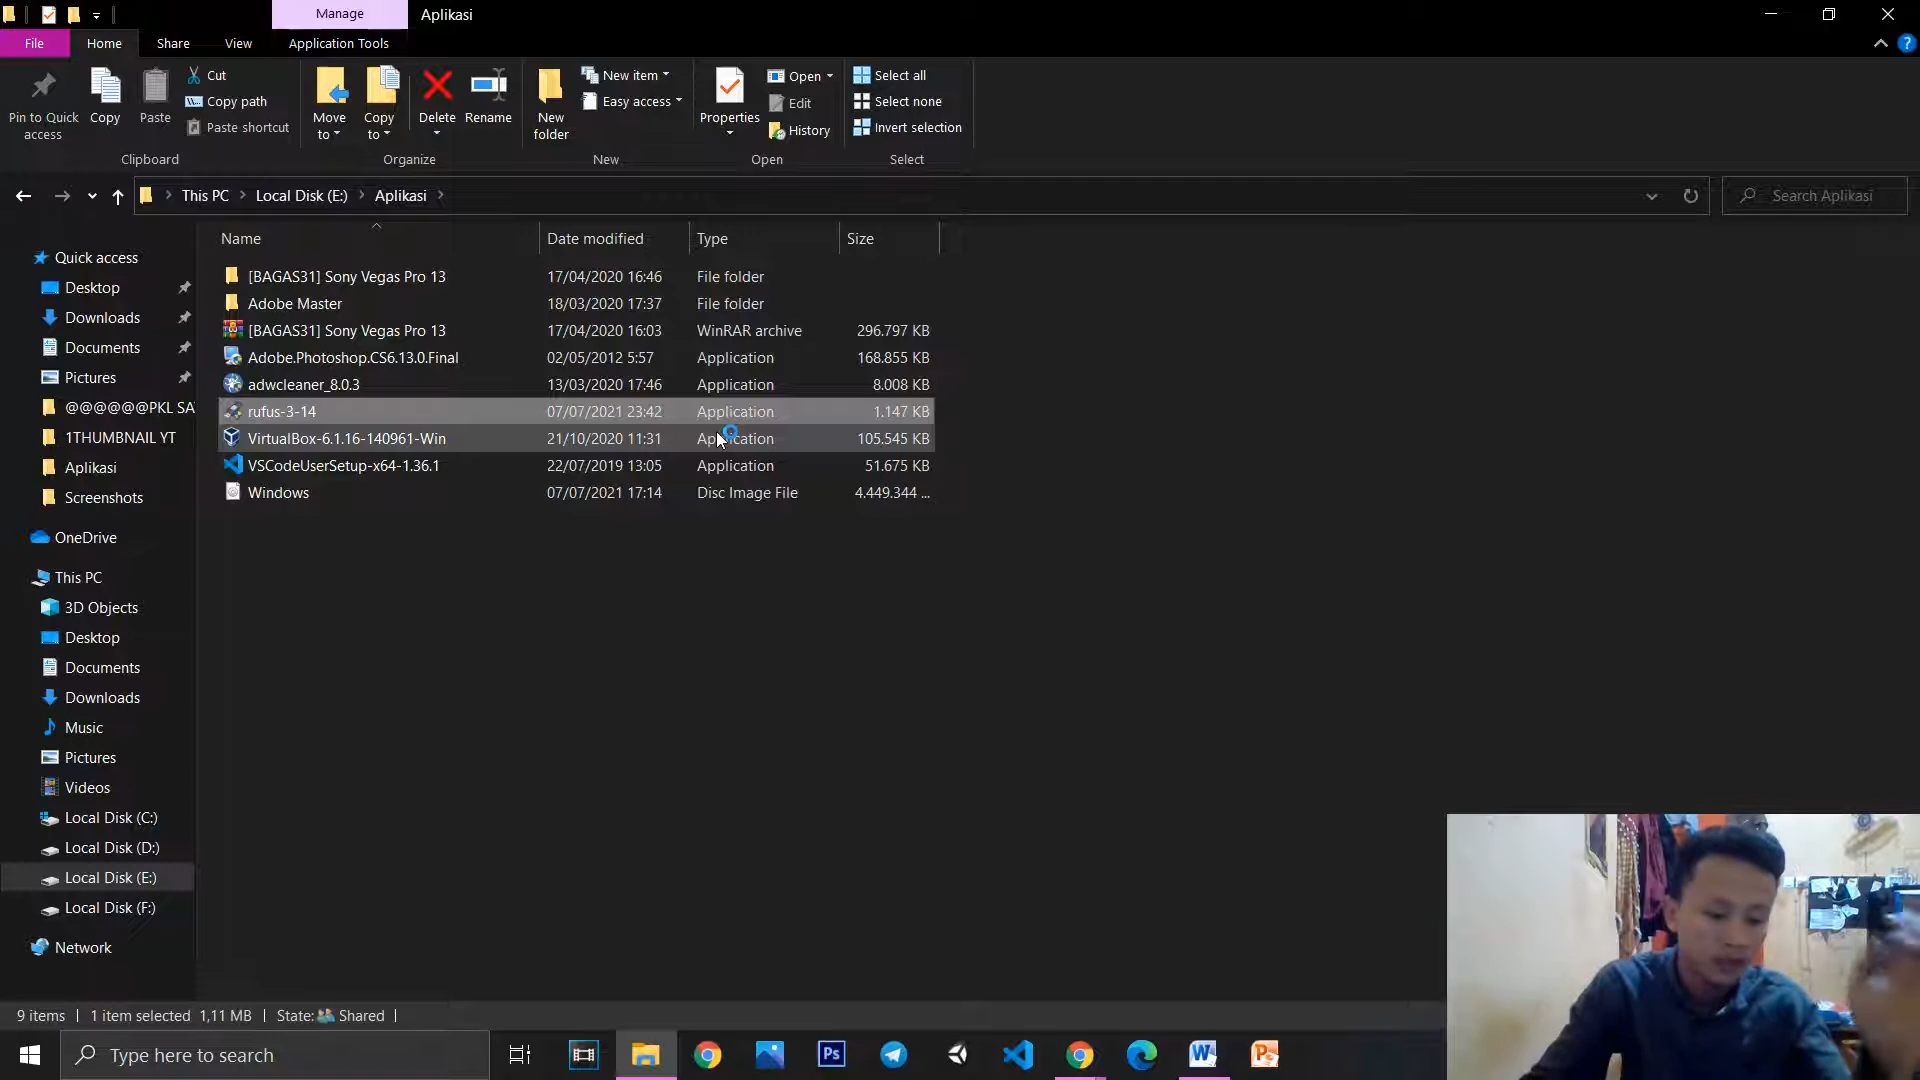 Manage
Aplikasi
File
Home
Share
View
Application Tools
Pin to Quick access
Copy
Paste
Cut
Copy path
Paste shortcut
Clipboard
Move to
Copy to
Delete
Rename
Organize
New folder
New item
Easy access
New
Properties
Open
Edit
History
Open
Select all
Select none
Invert selection
Select
This PC
Local Disk (E:)
Aplikasi
Search Aplikasi
Name Date modified Type Size
[BAGAS31] Sony Vegas Pro 13 17/04/2020 16:46 File folder
Adobe Master 18/03/2020 17:37 File folder
[BAGAS31] Sony Vegas Pro 13 17/04/2020 16:03 WinRAR archive 296.797 KB
Adobe.Photoshop.CS6.13.0.Final 02/05/2012 5:57 Application 168.855 KB
adwcleaner_8.0.3 13/03/2020 17:46 Application 8.008 KB
rufus-3-14 07/07/2021 23:42 Application 1.147 KB
VirtualBox-6.1.16-140961-Win 21/10/2020 11:31 Application 105.545 KB
VSCodeUserSetup-x64-1.36.1 22/07/2019 13:05 Application 51.675 KB
Windows 07/07/2021 17:14 Disc Image File 4.449.344 ...
Quick access
Desktop
Downloads
Documents
Pictures
@@@@@@PKL SA
1THUMBNAIL YT
Aplikasi
Screenshots
OneDrive
This PC
3D Objects
Desktop
Documents
Downloads
Music
Pictures
Videos
Local Disk (C:)
Local Disk (D:)
Local Disk (E:)
Local Disk (F:)
Network
9 items
1 item selected 1,11 MB
State: Shared
Type here to search
Ps